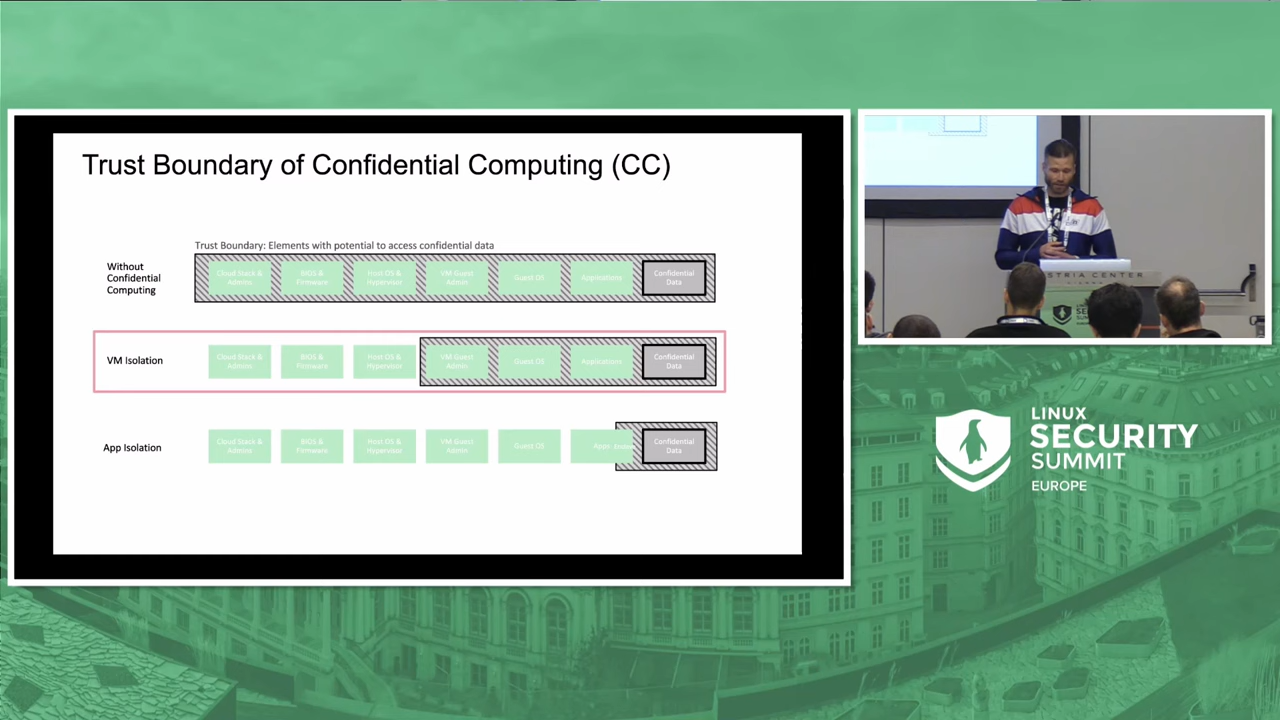 Trust Boundary of Confidential Computing (CC)
Trust Boundary: Elements with potential to access confidential data
Without
Confidential
Computing
Cloud Stack &
Admins
BIOS &
Firmware
Host OS &
Hypervisor
VM Guest
Admin
Guest OS
Applications
Confidential
Data
VM Isolation
Cloud Stack &
Admins
BIOS &
Firmware
Host OS &
Hypervisor
VM Guest
Admin
Guest OS
Applications
Confidential
Data
App Isolation
Cloud Stack &
Admins
BIOS &
Firmware
Host OS &
Hypervisor
VM Guest
Admin
Guest OS
Apps
Confidential
Data
STRIA CENTER
LINUX
SECURITY
SUMMIT
EUROPE